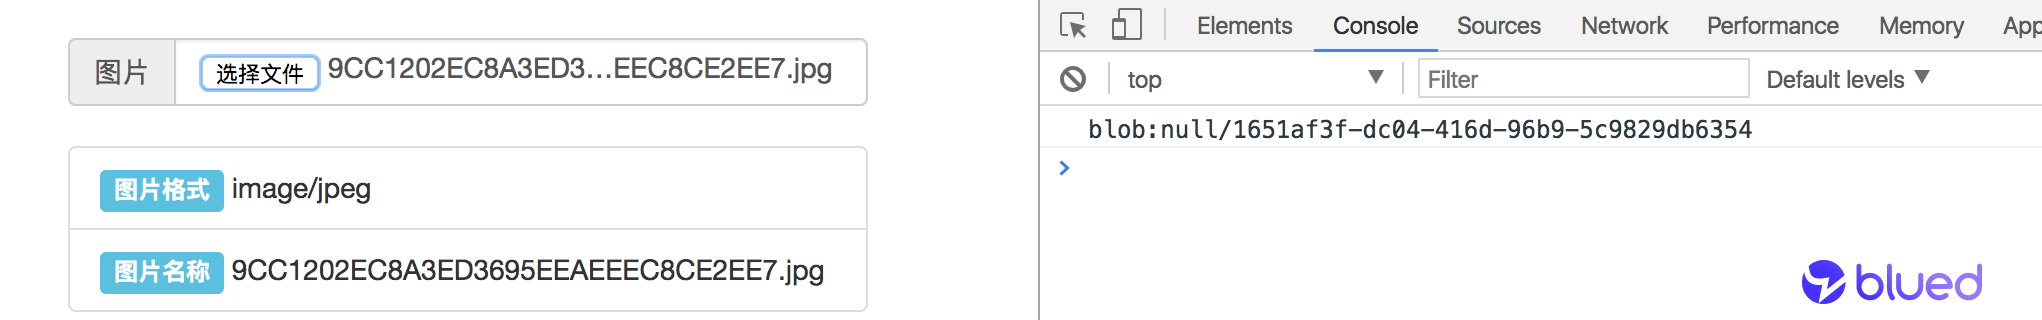 图片 选择文件 9CC1202EC8A3ED3...EEC8CE2EE7.jpg
图片格式 image/jpeg
图片名称 9CC1202EC8A3ED3695EEAEEEC8CE2EE7.jpg
Elements Console Sources Network Performance Memory App
top Filter Default levels
blob:null/1651af3f-dc04-416d-96b9-5c9829db6354
blued